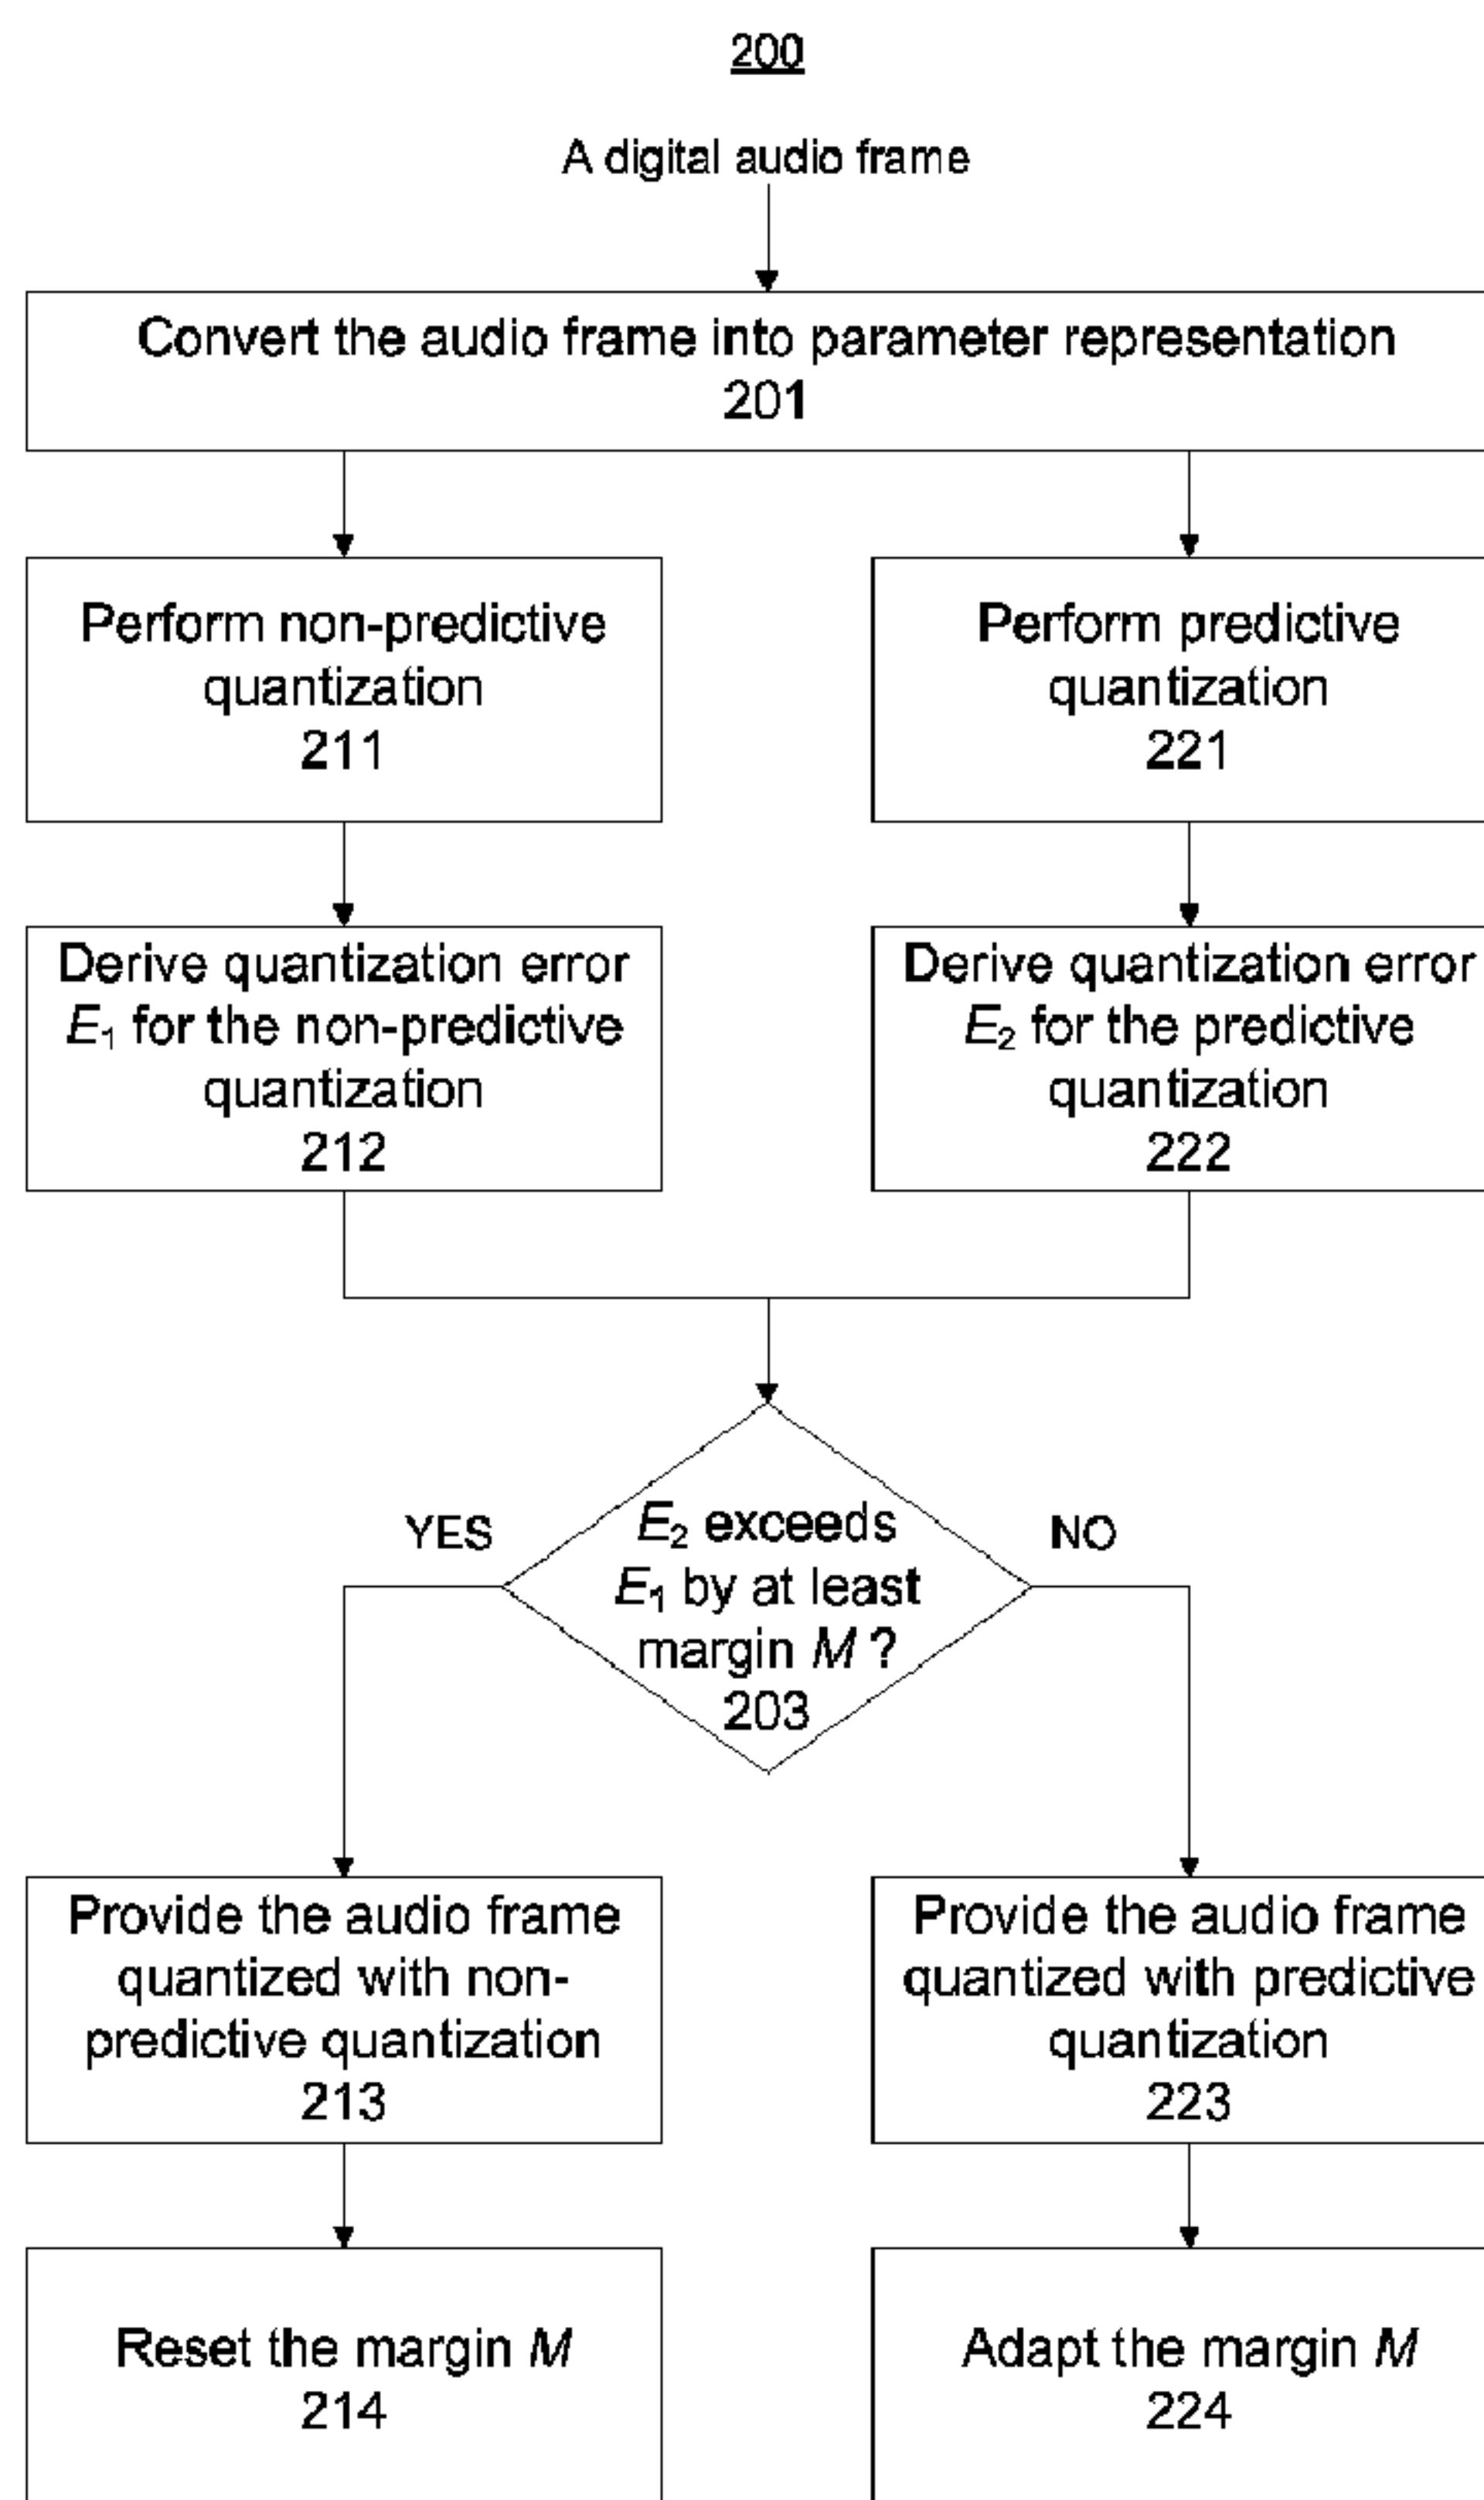 200
A digital audio frame
Convert the audio frame into parameter representation
201
Perform non-predictive
quantization
211
Perform predictive
quantization
221
Derive quantization error
E1 for the non-predictive
quantization
212
Derive quantization error
E2 for the predictive
quantization
222
YES
E2 exceeds
E1 by at least
margin M ?
203
NO
Provide the audio frame
quantized with non-
predictive quantization
213
Provide the audio frame
quantized with predictive
quantization
223
Reset the margin M
214
Adapt the margin M
224